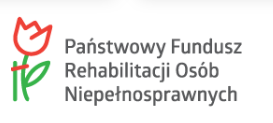 Państwowy Fundusz
Rehabilitacji Osób
Niepełnosprawnych